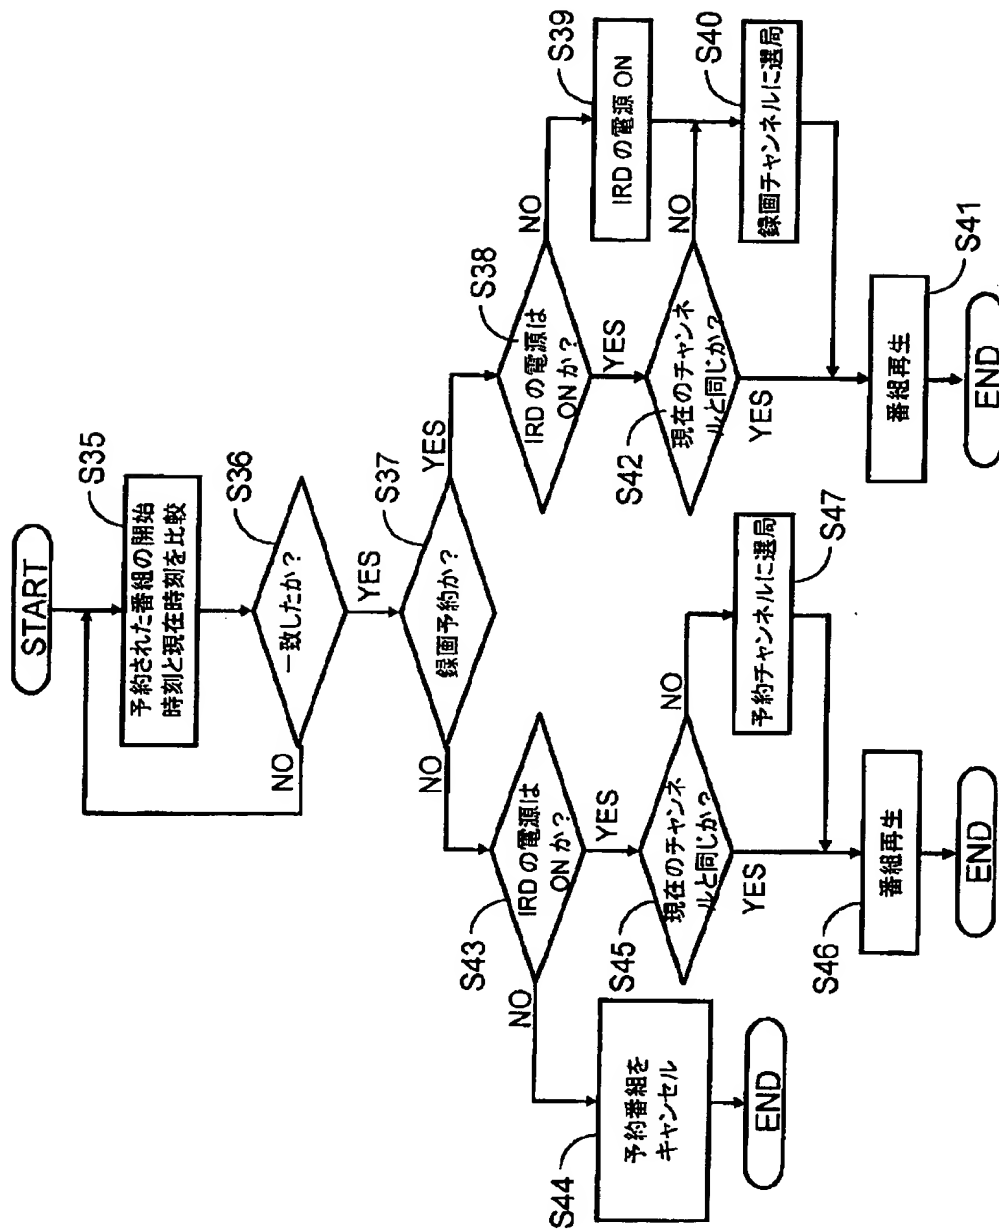 START
S35
予約された番組の開始
時刻と現在時刻を比較
S36
一致したか?
NO
YES
S37
録画予約か?
NO
YES
S43
IRDの電源は
ONか?
NO
YES
S44
予約番組を
キャンセル
END
S45
現在のチャンネ
ルと同じか?
NO
YES
S47
予約チャンネルに選局
S46
番組再生
END
S38
IRDの電源は
ONか?
NO
YES
S39
IRDの電源ON
S42
現在のチャンネ
ルと同じか?
NO
YES
S40
録画チャンネルに選局
S41
番組再生
END